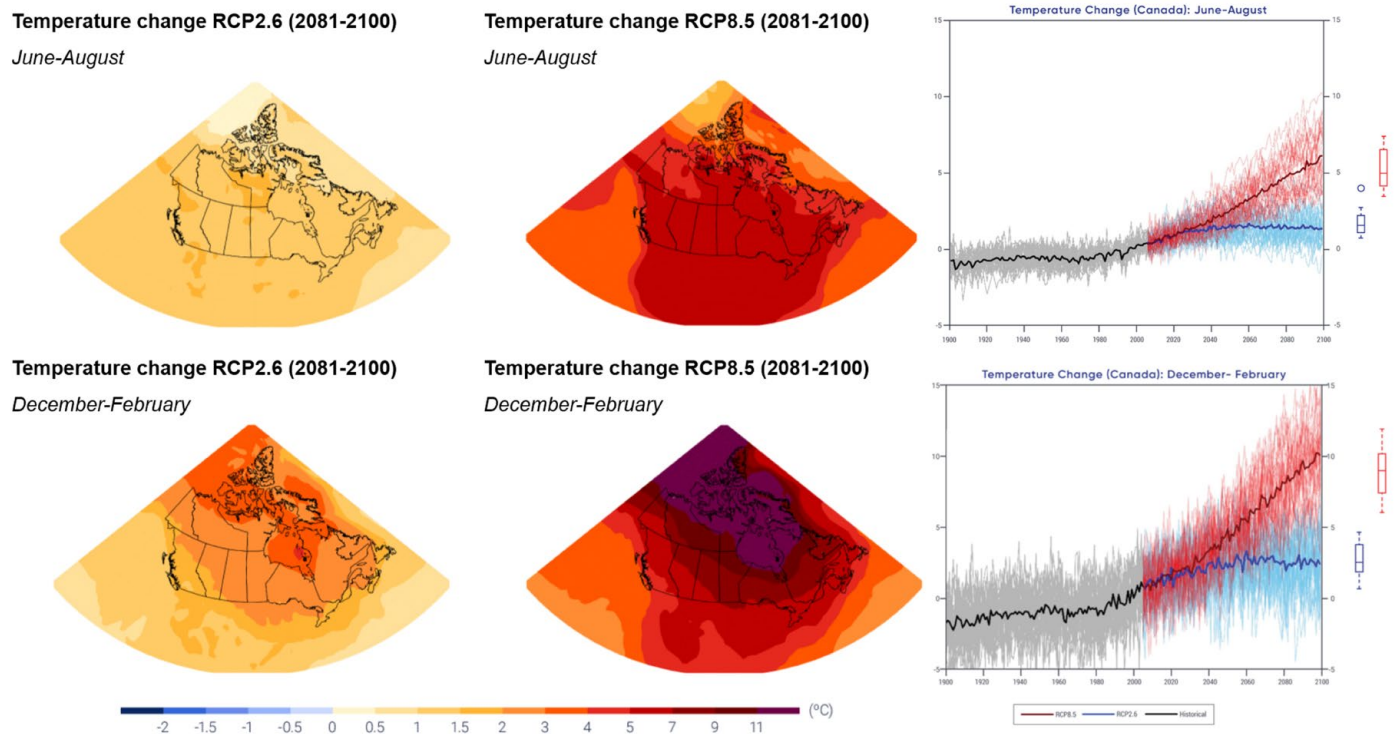 Temperature change RCP2.6 (2081-2100)
June-August
Temperature change RCP8.5 (2081-2100)
June-August
Temperature Change (Canada): June-August
15
10
5
0
-5
15
10
5
0
-5
1900 1920 1940 1960 1980 2000 2020 2040 2060 2080 2100
Temperature change RCP2.6 (2081-2100)
December-February
Temperature change RCP8.5 (2081-2100)
December-February
Temperature Change (Canada): December- February
15
10
5
0
-5
15
10
5
0
-5
1900 1920 1940 1960 1980 2000 2020 2040 2060 2080 2100
RCP8.5 RCP2.6 Historical
-2 -1.5 -1 -0.5 0 0.5 1 1.5 2 3 4 5 7 9 11 (ºC)